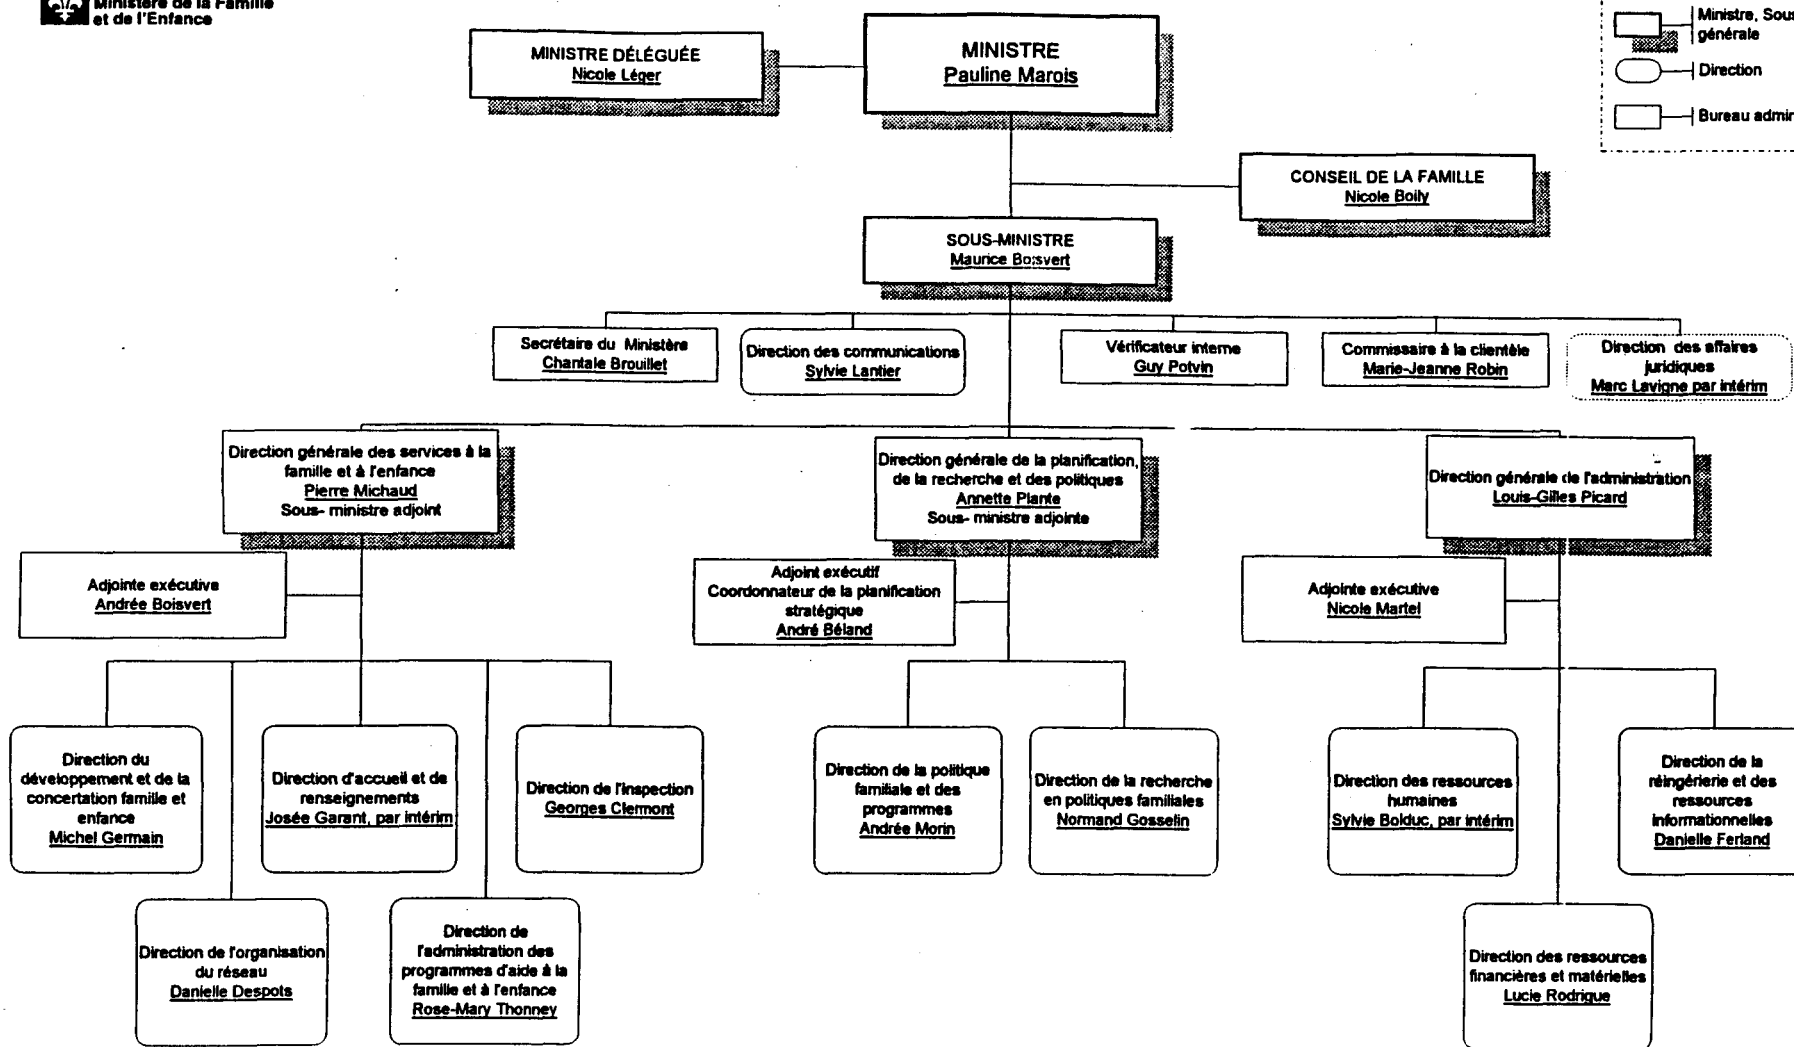 Ministère de la Famille
et de l'Enfance
MINISTRE DÉLÉGUÉE
Nicole Léger
MINISTRE
Pauline Marois
Ministre, Sous
générale
Direction
Bureau admin
CONSEIL DE LA FAMILLE
Nicole Boily
SOUS-MINISTRE
Maurice Boisvert
Secrétaire du Ministère
Chantale Brouillet
Direction des communications
Sylvie Lantier
Vérificateur interne
Guy Potvin
Commissaire à la clientèle
Marie-Jeanne Robin
Direction des affaires
juridiques
Marc Lavigne par intérim
Direction générale des services à la
famille et à l'enfance
Pierre Michaud
Sous- ministre adjoint
Direction générale de la planification,
de la recherche et des politiques
Annette Plante
Sous- ministre adjointe
Direction générale de l'administration
Louis-Gilles Picard
Adjointe exécutive
Andrée Boisvert
Adjoint exécutif
Coordonnateur de la planification
stratégique
André Béland
Adjointe exécutive
Nicole Martel
Direction du
développement et de la
concertation famille et
enfance
Michel Germain
Direction d'accueil et de
renseignements
Josée Garant, par intérim
Direction de l'inspection
Georges Clermont
Direction de la politique
familiale et des
programmes
Andrée Morin
Direction de la recherche
en politiques familiales
Normand Gosselin
Direction des ressources
humaines
Sylvie Bolduc, par intérim
Direction de la
réingérierie et des
ressources
informationnelles
Danielle Ferland
Direction de l'organisation
du réseau
Danielle Despots
Direction de
l'administration des
programmes d'aide à la
famille et à l'enfance
Rose-Mary Thonney
Direction des ressources
financières et matérielles
Lucie Rodrigue